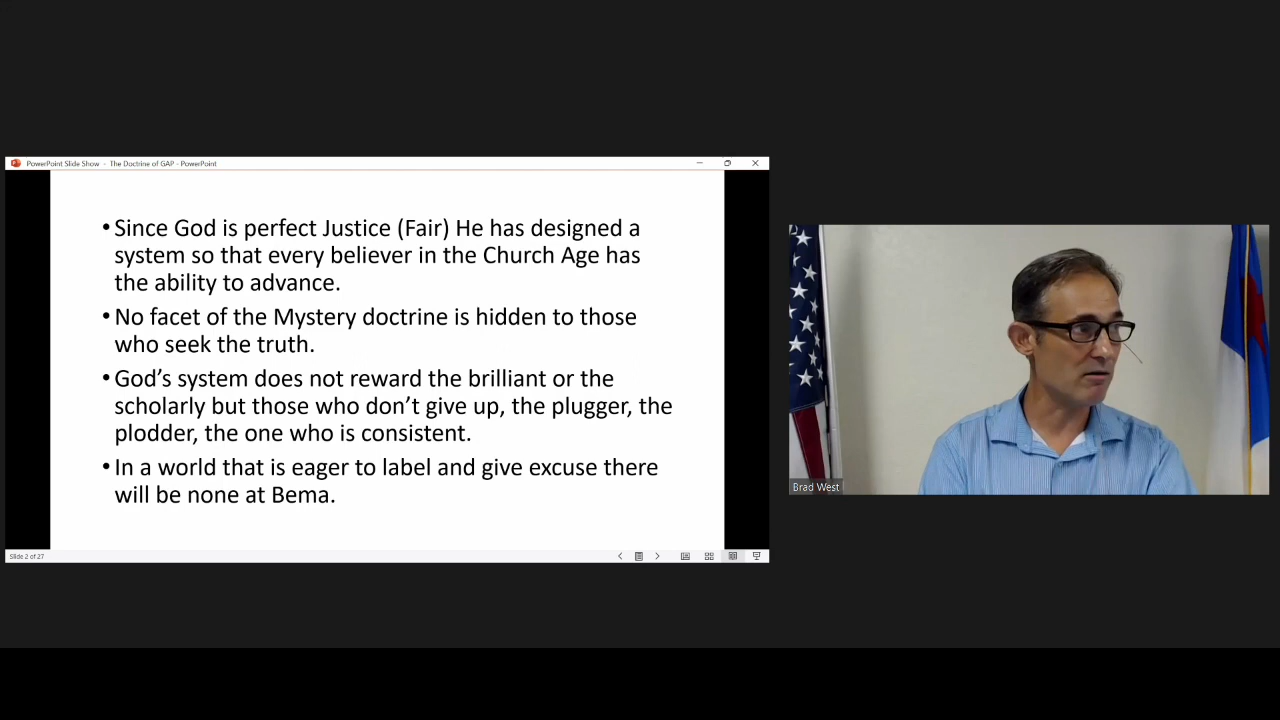 PowerPoint Slide Show - The Doctrine of GAP - PowerPoint
•Since God is perfect Justice (Fair) He has designed a
system so that every believer in the Church Age has
the ability to advance.
•No facet of the Mystery doctrine is hidden to those
who seek the truth.
•God's system does not reward the brilliant or the
scholarly but those who don't give up, the plugger, the
plodder, the one who is consistent.
•In a world that is eager to label and give excuse there
will be none at Bema.
Slide 2 of 27
Brad West